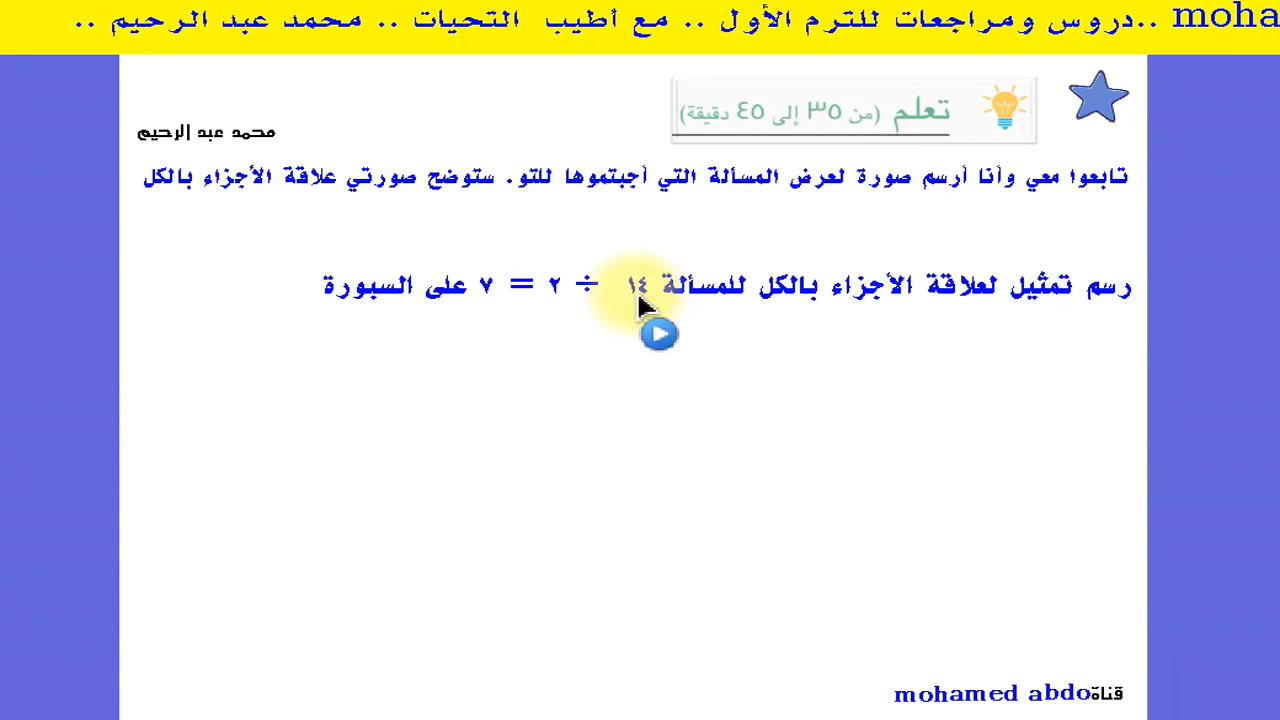 moha ..دروس ومراجعات للترم الأول .. مع أطيب التحيات .. محمد عبد الرحيم ..
تعلم (من ٣٥ إلى ٤٥ دقيقة)
محمد عبد الرحيم
تابعوا معي وأنا أرسم صورة لعرض المسألة التي أجبتموها للتو. ستوضح صورتي علاقة الأجزاء بالكل
رسم تمثيل لعلاقة الأجزاء بالكل للمسألة ١٤ ÷ ٢ = ٧ على السبورة
قناة mohamed abdo